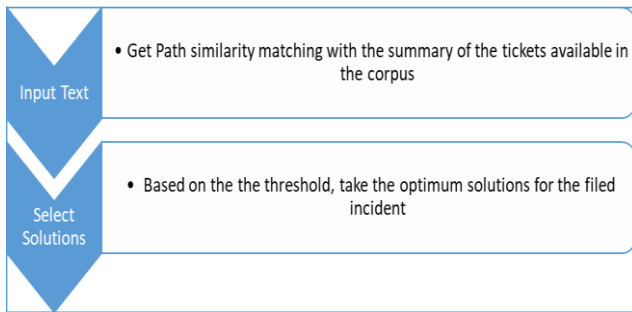 Input Text
• Get Path similarity matching with the summary of the tickets available in
the corpus
Select
Solutions
• Based on the the threshold, take the optimum solutions for the filed
incident